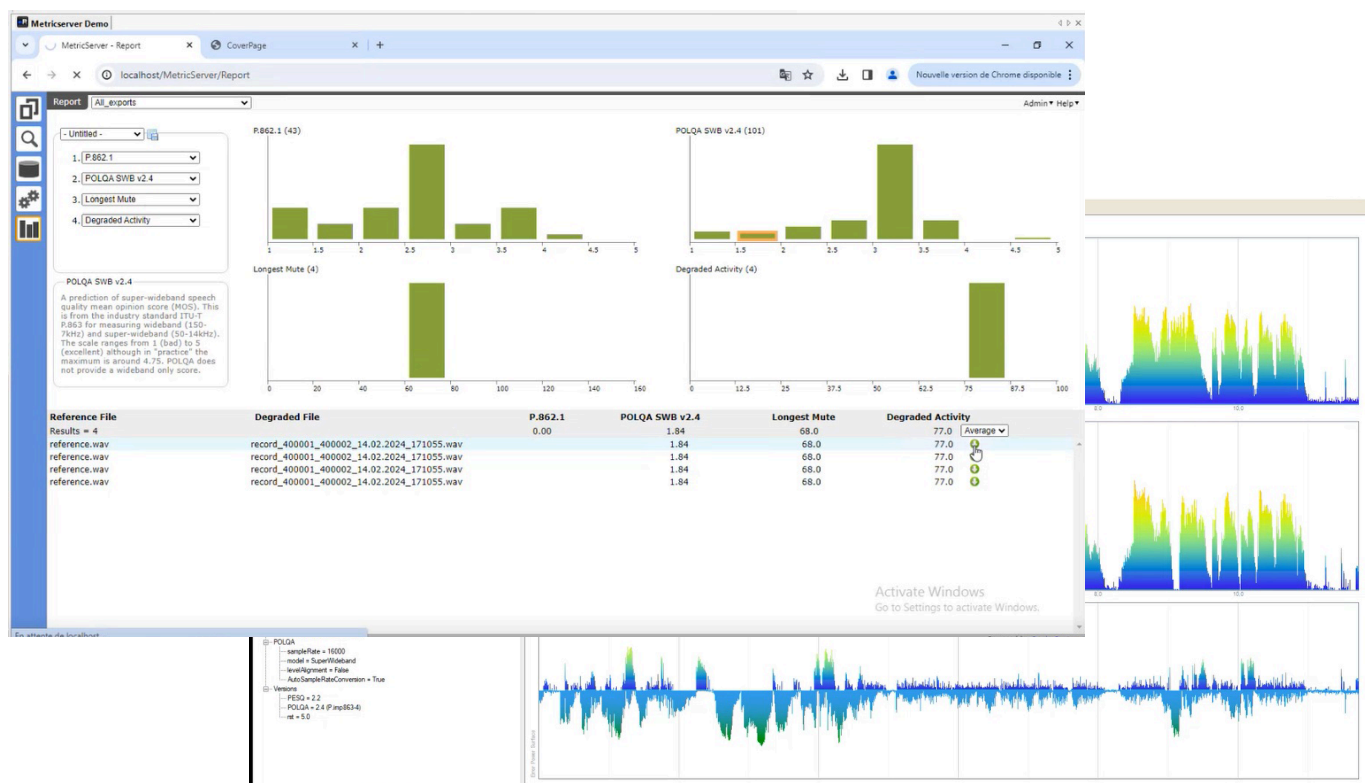 Metricserver Demo
MetricServer - Report
CoverPage
localhost/MetricServer/Report
Nouvelle version de Chrome disponible
Report
All_exports
Admin
Help
- Untitled -
1. P.862.1
2. POLQA SWB v2.4
3. Longest Mute
4. Degraded Activity
POLQA SWB v2.4
A prediction of super-wideband speech
quality mean opinion score (MOS). This
is from the industry standard ITU-T
P.863 for measuring wideband (150-
7kHz) and super-wideband (50-14kHz).
The scale ranges from 1 (bad) to 5
(excellent) although in "practice" the
maximum is around 4.75. POLQA does
not provide a wideband only score.
P.862.1 (43)
1 1.5 2 2.5 3 3.5 4 4.5 5
POLQA SWB v2.4 (101)
1 1.5 2 2.5 3 3.5 4 4.5 5
Longest Mute (4)
0 20 40 60 80 100 120 140 160
Degraded Activity (4)
0 12.5 25 37.5 50 62.5 75 87.5 100
Reference File Degraded File P.862.1 POLQA SWB v2.4 Longest Mute Degraded Activity
Results = 4 0.00 1.84 68.0 77.0 Average
reference.wav record_400001_400002_14.02.2024_171055.wav 1.84 68.0 77.0
reference.wav record_400001_400002_14.02.2024_171055.wav 1.84 68.0 77.0
reference.wav record_400001_400002_14.02.2024_171055.wav 1.84 68.0 77.0
reference.wav record_400001_400002_14.02.2024_171055.wav 1.84 68.0 77.0
Activate Windows
Go to Settings to activate Windows.
En attente de localhost
8.0 10.0
8.0 10.0
POLQA
sampleRate = 16000
model = SuperWideband
levelAlignment = False
AutoSampleRateConversion = True
Versions
PESQ = 2.2
POLQA = 2.4 (P.imp863-4)
nt = 5.0
Error Power Surface